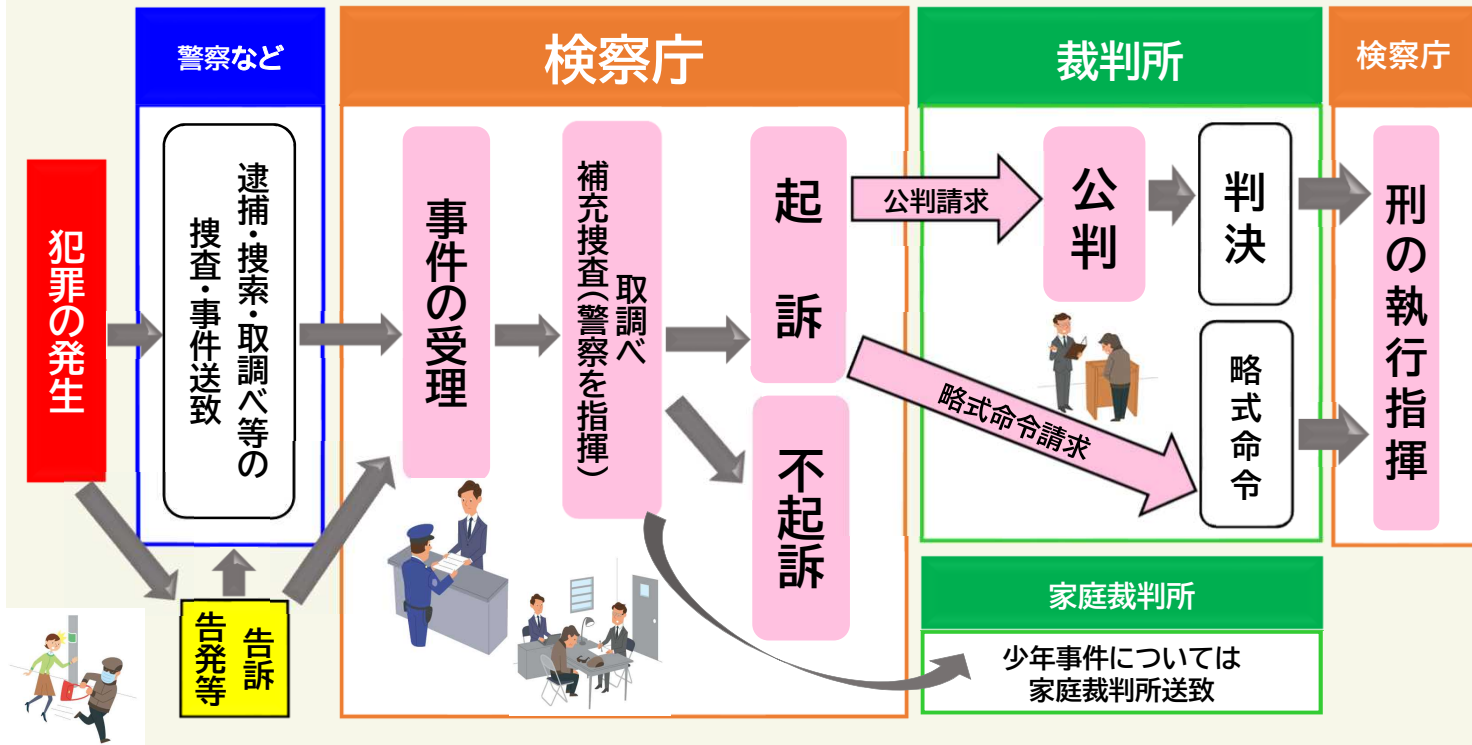 警察など
検察庁
裁判所
検察庁
犯罪の発生
逮捕・捜索・取調べ等の
捜査・事件送致
告訴
告発等
事件の受理
取調べ
補充捜査(警察を指揮)
起訴
不起訴
公判請求
略式命令請求
公判
判決
略式命令
刑の執行指揮
家庭裁判所
少年事件については
家庭裁判所送致